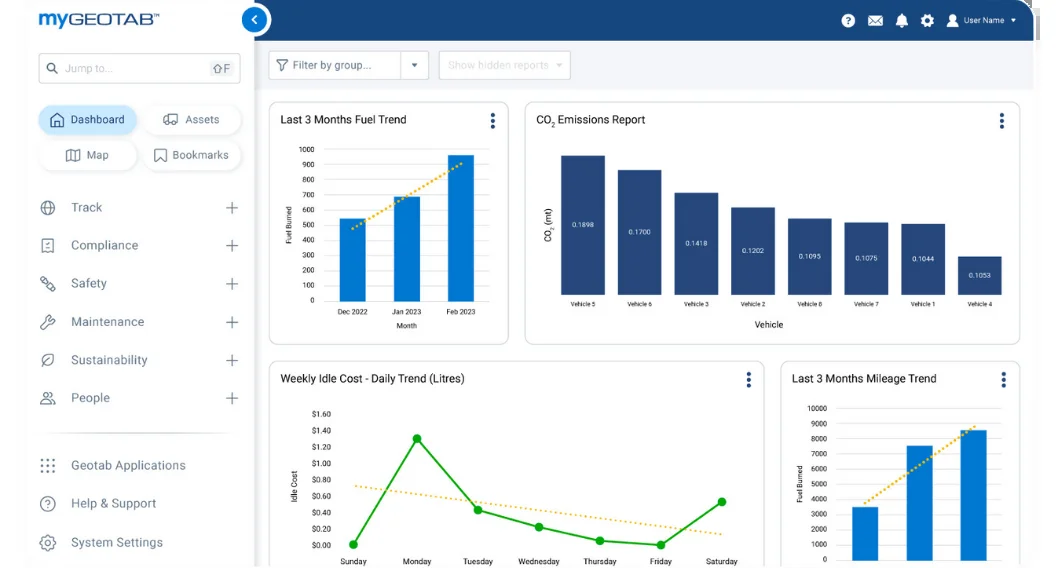 myGEOTAB™
User Name
Jump to...
F
Filter by group...
Show hidden reports
Dashboard
Assets
Map
Bookmarks
Track
Compliance
Safety
Maintenance
Sustainability
People
Geotab Applications
Help & Support
System Settings
Last 3 Months Fuel Trend
1000
900
800
700
600
500
400
300
200
100
0
Fuel Burned
Dec 2022 Jan 2023 Feb 2023
Month
CO2 Emissions Report
CO2 (mt)
0.1898 0.1700 0.1418 0.1202 0.1095 0.1075 0.1044 0.1053
Vehicle 5 Vehicle 6 Vehicle 3 Vehicle 2 Vehicle 8 Vehicle 7 Vehicle 1 Vehicle 4
Vehicle
Weekly Idle Cost - Daily Trend (Litres)
$1.60
$1.40
$1.20
$1.00
$0.80
$0.60
$0.40
$0.20
$0.00
Idle Cost
Sunday Monday Tuesday Wednesday Thursday Friday Saturday
Last 3 Months Mileage Trend
10000
9000
8000
7000
6000
5000
4000
3000
2000
1000
0
Fuel Burned